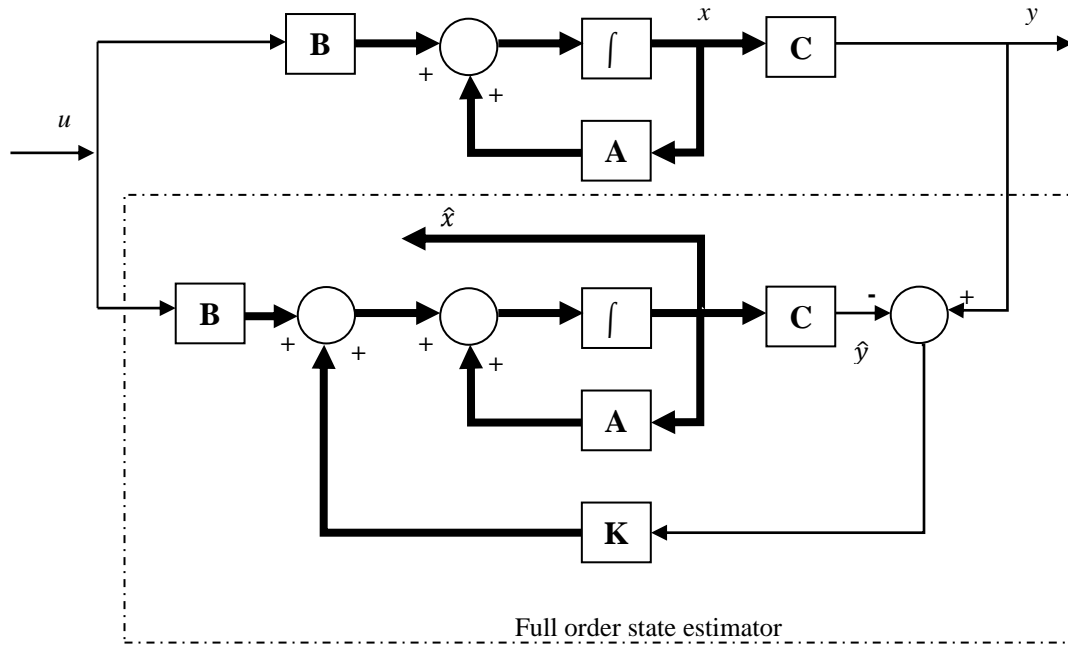 x y
B ∫ C
+ +
u
A
x̂
B ∫ C - +
+ + + +
ŷ
A
K
Full order state estimator